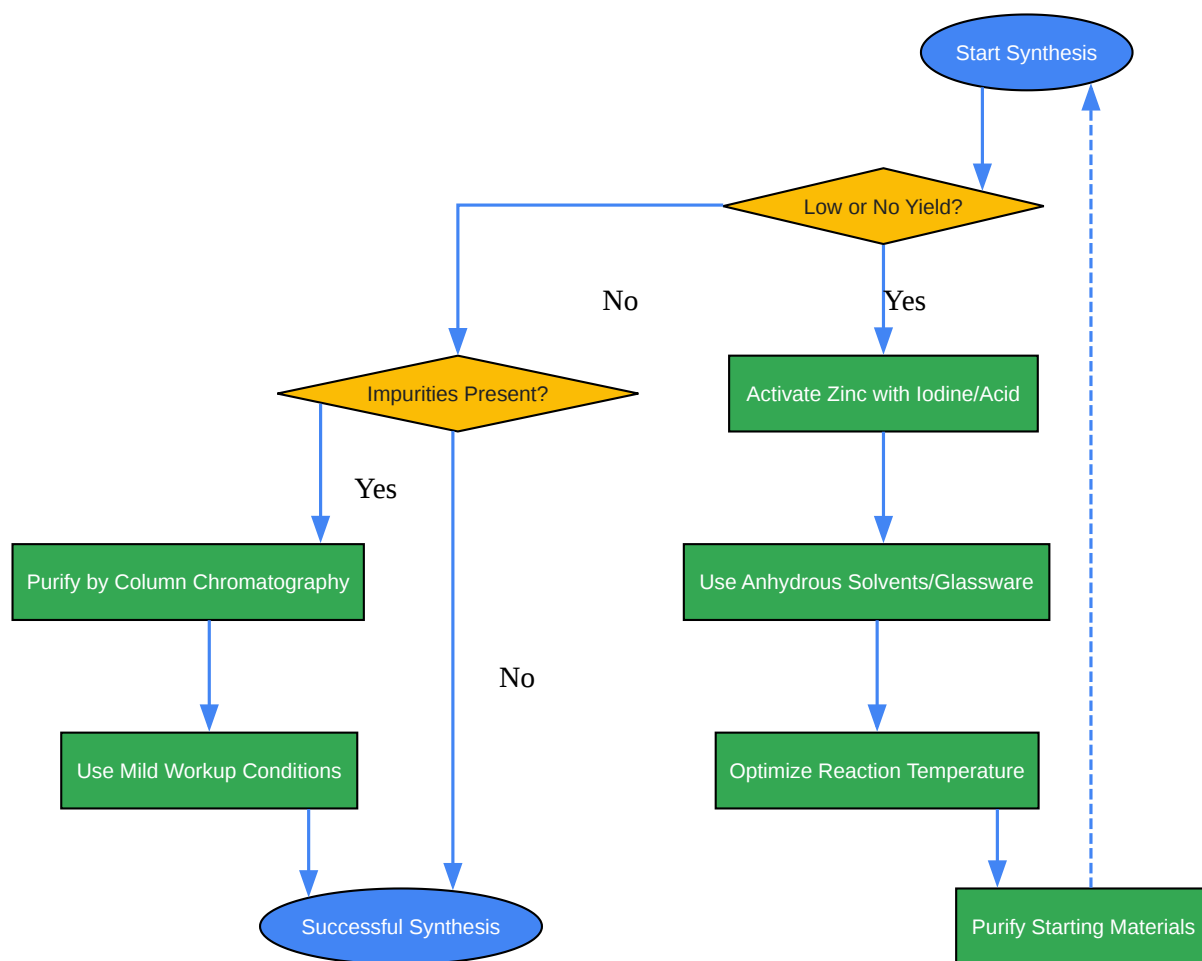 Start Synthesis
Low or No Yield?
No
Yes
Impurities Present?
Activate Zinc with Iodine/Acid
Yes
Purify by Column Chromatography
Use Anhydrous Solvents/Glassware
No
Use Mild Workup Conditions
Optimize Reaction Temperature
Successful Synthesis
Purify Starting Materials